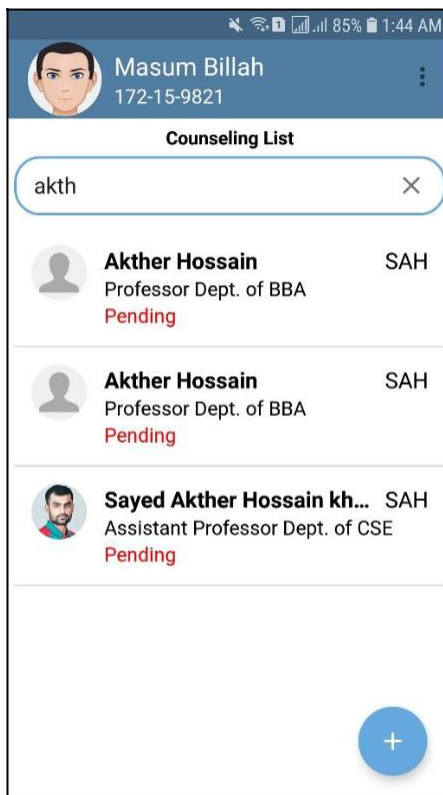 85% 1:44 AM
Masum Billah
172-15-9821
Counseling List
akth
Akther Hossain SAH
Professor Dept. of BBA
Pending
Akther Hossain SAH
Professor Dept. of BBA
Pending
Sayed Akther Hossain kh... SAH
Assistant Professor Dept. of CSE
Pending